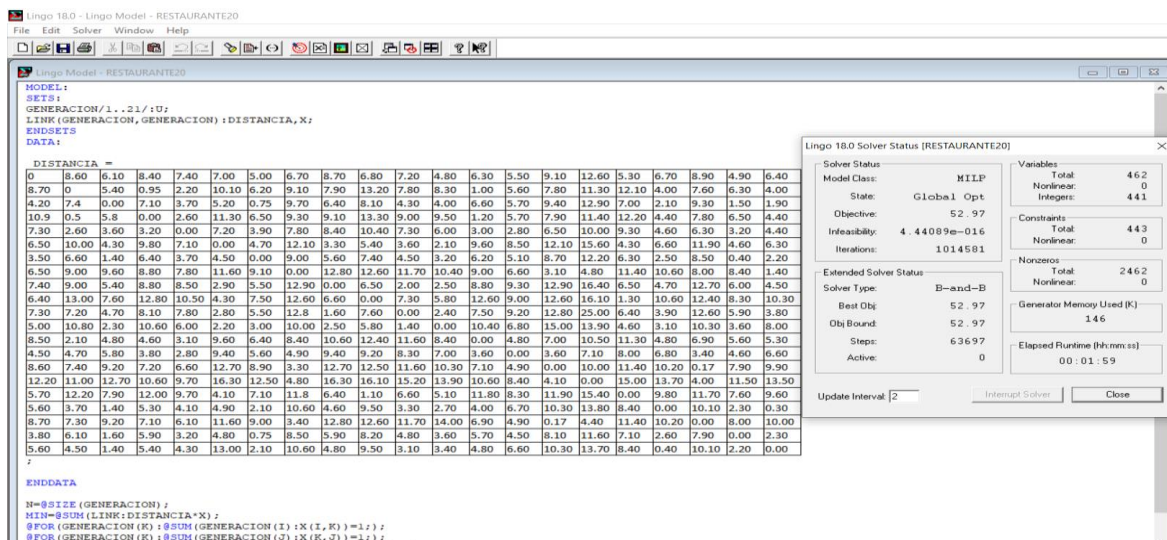 Lingo 18.0 - Lingo Model - RESTAURANTE20
File Edit Solver Window Help
Lingo Model - RESTAURANTE20
MODEL:
SETS:
GENERACION/1..21/:U;
LINK(GENERACION,GENERACION):DISTANCIA,X;
ENDSETS
DATA:
DISTANCIA =
0 8.60 6.10 8.40 7.40 7.00 5.00 6.70 8.70 6.80 7.20 4.80 6.30 5.50 9.10 12.60 5.30 6.70 8.90 4.90 6.40
8.70 0 5.40 0.95 2.20 10.10 6.20 9.10 7.90 13.20 7.80 8.30 1.00 5.60 7.80 11.30 12.10 4.00 7.60 6.30 4.00
4.20 7.4 0.00 7.10 3.70 5.20 0.75 9.70 6.40 8.10 4.30 4.00 6.60 5.70 9.40 12.90 7.00 2.10 9.30 1.50 1.90
10.9 0.5 5.8 0.00 2.60 11.30 6.50 9.30 9.10 13.30 9.00 9.50 1.20 5.70 7.90 11.40 12.20 4.40 7.80 6.50 4.40
7.30 2.60 3.60 3.20 0.00 7.20 3.90 7.80 8.40 10.40 7.30 6.00 3.00 2.80 6.50 10.00 9.30 4.60 6.30 3.20 4.40
6.50 10.00 4.30 9.80 7.10 0.00 4.70 12.10 3.30 5.40 3.60 2.10 9.60 8.50 12.10 15.60 4.30 6.60 11.90 4.60 6.30
3.50 6.60 1.40 6.40 3.70 4.50 0.00 9.00 5.60 7.40 4.50 3.20 6.20 5.10 8.70 12.20 6.30 2.50 8.50 0.40 2.20
6.50 9.00 9.60 8.80 7.80 11.60 9.10 0.00 12.80 12.60 11.70 10.40 9.00 6.60 3.10 4.80 11.40 10.60 8.00 8.40 1.40
7.40 9.00 5.40 8.80 8.50 2.90 5.50 12.90 0.00 6.50 2.00 2.50 8.80 9.30 12.90 16.40 6.50 4.70 12.70 6.00 4.50
6.40 13.00 7.60 12.80 10.50 4.30 7.50 12.60 6.60 0.00 7.30 5.80 12.60 9.00 12.60 16.10 1.30 10.60 12.40 8.30 10.30
7.30 7.20 4.70 8.10 7.80 2.80 5.50 12.8 1.60 7.60 0.00 2.40 7.50 9.20 12.80 25.00 6.40 3.90 12.60 5.90 3.80
5.00 10.80 2.30 10.60 6.00 2.20 3.00 10.00 2.50 5.80 1.40 0.00 10.40 6.80 15.00 13.90 4.60 3.10 10.30 3.60 8.00
8.50 2.10 4.80 4.60 3.10 9.60 6.40 8.40 10.60 12.40 11.60 8.40 0.00 4.80 7.00 10.50 11.30 4.80 6.90 5.60 5.30
4.50 4.70 5.80 3.80 2.80 9.40 5.60 4.90 9.40 9.20 8.30 7.00 3.60 0.00 3.60 7.10 8.00 6.80 3.40 4.60 6.60
8.60 7.40 9.20 7.20 6.60 12.70 8.90 3.30 12.70 12.50 11.60 10.30 7.10 4.90 0.00 10.00 11.40 10.20 0.17 7.90 9.90
12.20 11.00 12.70 10.60 9.70 16.30 12.50 4.80 16.30 16.10 15.20 13.90 10.60 8.40 4.10 0.00 15.00 13.70 4.00 11.50 13.50
5.70 12.20 7.90 12.00 9.70 4.10 7.10 11.8 6.40 1.10 6.60 5.10 11.80 8.30 11.90 15.40 0.00 9.80 11.70 7.60 9.60
5.60 3.70 1.40 5.30 4.10 4.90 2.10 10.60 4.60 9.50 3.30 2.70 4.00 6.70 10.30 13.80 8.40 0.00 10.10 2.30 0.30
8.70 7.30 9.20 7.10 6.10 11.60 9.00 3.40 12.80 12.60 11.70 14.00 6.90 4.90 0.17 4.40 11.40 10.20 0.00 8.00 10.00
3.80 6.10 1.60 5.90 3.20 4.80 0.75 8.50 5.90 8.20 4.80 3.60 5.70 4.50 8.10 11.60 7.10 2.60 7.90 0.00 2.30
5.60 4.50 1.40 5.40 4.30 13.00 2.10 10.60 4.80 9.50 3.10 3.40 4.80 6.60 10.30 13.70 8.40 0.40 10.10 2.20 0.00
;
ENDDATA
N=@SIZE(GENERACION);
MIN=@SUM(LINK:DISTANCIA*X);
@FOR(GENERACION(K):@SUM(GENERACION(I):X(I,K))=1;);
@FOR(GENERACION(K):@SUM(GENERACION(J):X(K,J))=1;);
Lingo 18.0 Solver Status [RESTAURANTE20]
Solver Status
Model Class: MILP
State: Global Opt
Objective: 52.97
Infeasibility: 4.44089e-016
Iterations: 1014581
Extended Solver Status
Solver Type: B-and-B
Best Obj: 52.97
Obj Bound: 52.97
Steps: 63697
Active: 0
Update Interval: 2
Variables
Total: 462
Nonlinear: 0
Integers: 441
Constraints
Total: 443
Nonlinear: 0
Nonzeros
Total: 2462
Nonlinear: 0
Generator Memory Used (K)
146
Elapsed Runtime (hh:mm:ss)
00:01:59
Interrupt Solver
Close